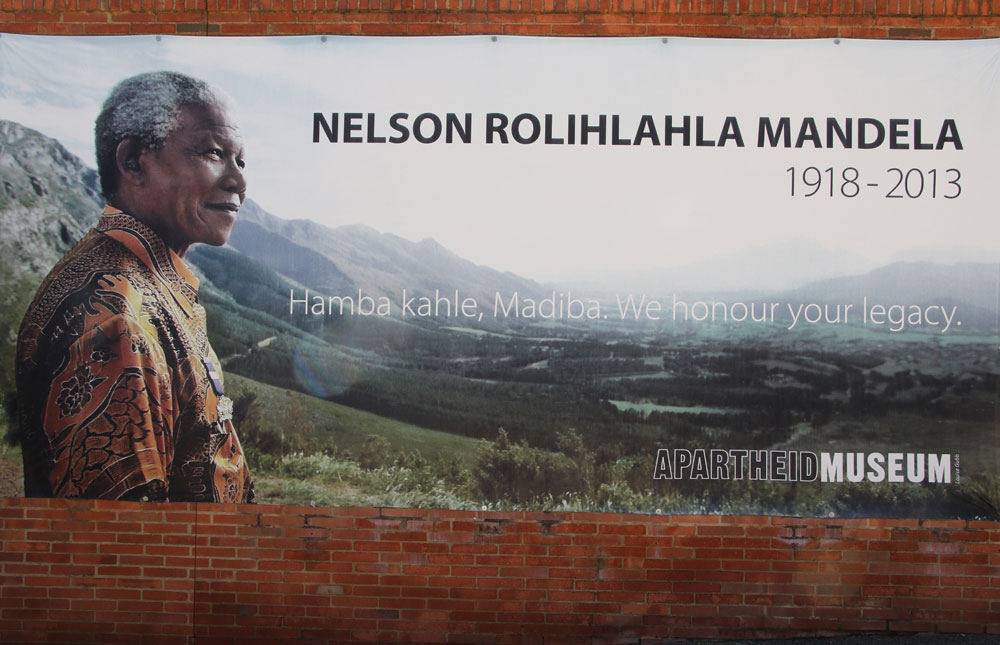 NELSON ROLIHLAHLA MANDELA
1918 - 2013
Hamba kahle, Madiba. We honour your legacy.
APARTHEIDMUSEUM